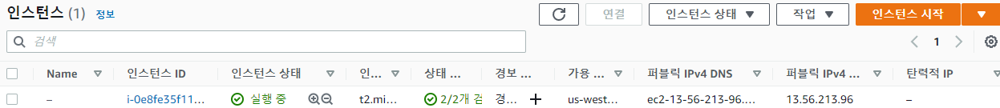 인스턴스 (1) 정보 연결 인스턴스 상태 작업 인스턴스 시작
검색 1
Name 인스턴스 ID 인스턴스 상태 인... 상태 ... 경보 ... 가용 ... 퍼블릭 IPv4 DNS 퍼블릭 IPv4 ... 탄력적 IP
– i-0e8fe35f11... 실행 중 t2.mi... 2/2개 검 경... + us-west... ec2-13-56-213-96.... 13.56.213.96 –